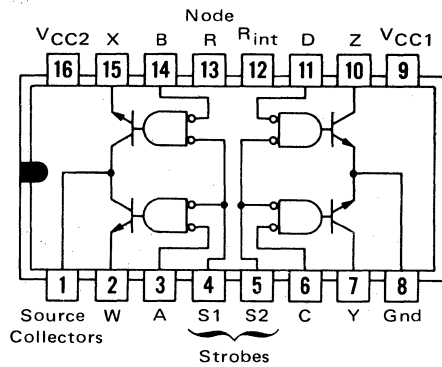 Node
VCC2 X B R Rint D Z VCC1
16 15 14 13 12 11 10 9
1 2 3 4 5 6 7 8
Source Collectors W A S1 S2 C Y Gnd
Strobes